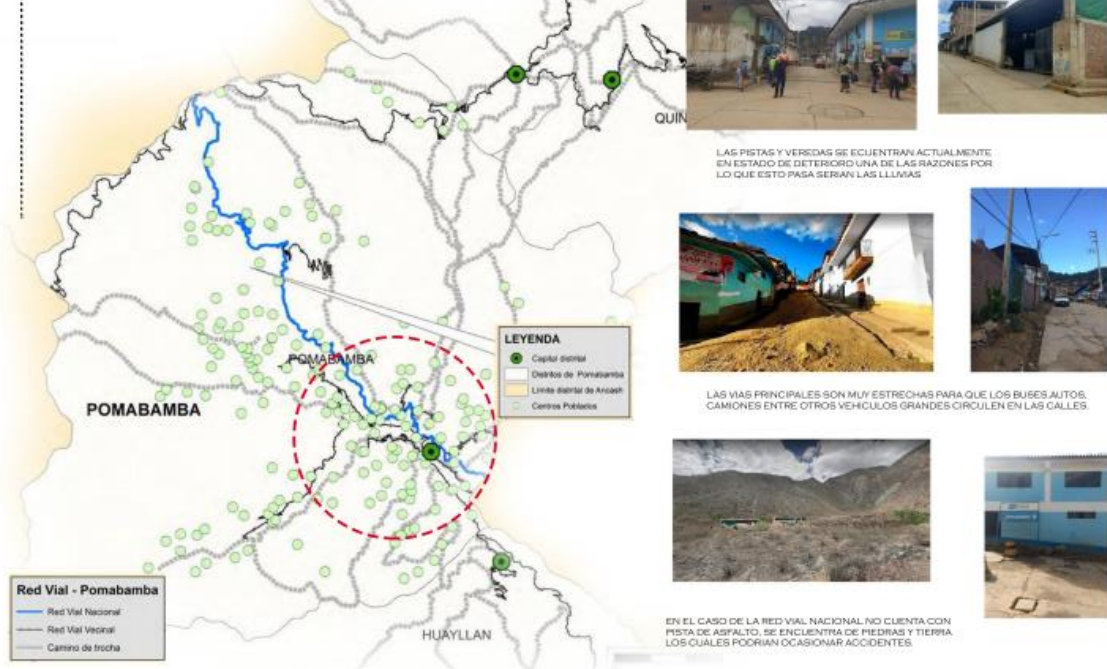 QUIN
LAS PISTAS Y VEREDAS SE ECUENTRAN ACTUALMENTE
EN ESTADO DE DETERIORO UNA DE LAS RAZONES POR
LO QUE ESTO PASA SERIAN LAS LLUVIAS
LEYENDA
Capital distrital
Distritos de Pomabamba
Limite distrital de Ancash
Centros Poblados
POMABAMBA
POMABAMBA
LAS VIAS PRINCIPALES SON MUY ESTRECHAS PARA QUE LOS BUSES,AUTOS,
CAMIONES ENTRE OTROS VEHICULOS GRANDES CIRCULEN EN LAS CALLES.
Red Vial - Pomabamba
Red Vial Nacional
Red Vial Vecinal
Camino de trocha
HUAYLLAN
EN EL CASO DE LA RED VIAL NACIONAL NO CUENTA CON
PISTA DE ASFALTO, SE ENCUENTRA DE PIEDRAS Y TIERRA
LOS CUALES PODRIAN OCASIONAR ACCIDENTES.